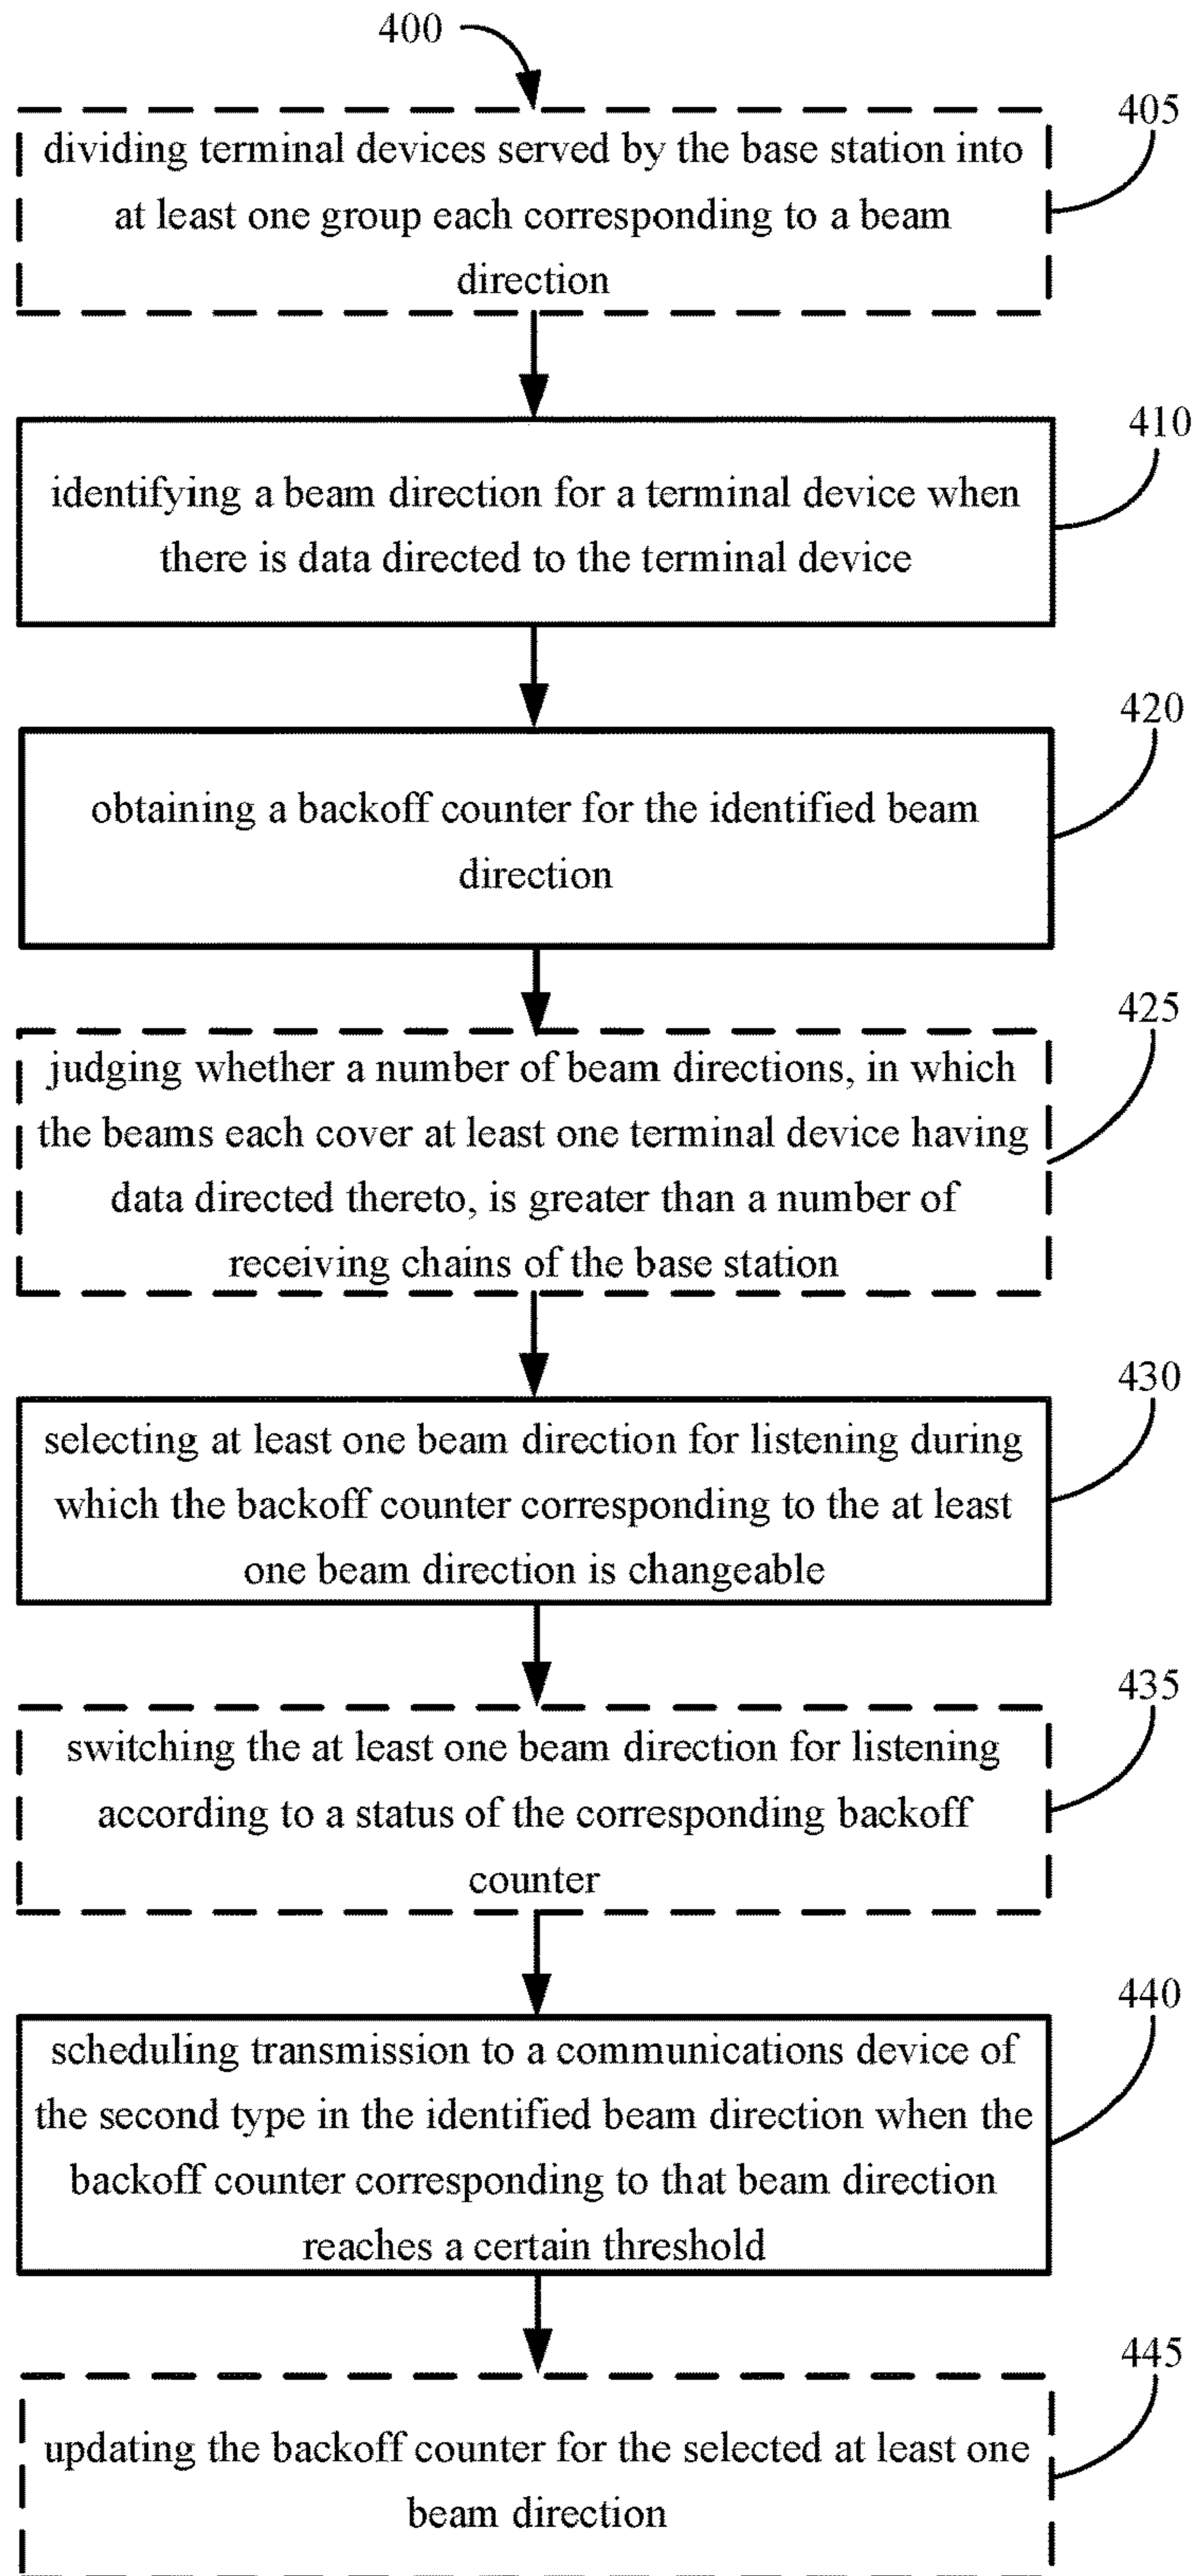 400
405
dividing terminal devices served by the base station into
at least one group each corresponding to a beam
direction
410
identifying a beam direction for a terminal device when
there is data directed to the terminal device
420
obtaining a backoff counter for the identified beam
direction
425
judging whether a number of beam directions, in which
the beams each cover at least one terminal device having
data directed thereto, is greater than a number of
receiving chains of the base station
430
selecting at least one beam direction for listening during
which the backoff counter corresponding to the at least
one beam direction is changeable
435
switching the at least one beam direction for listening
according to a status of the corresponding backoff
counter
440
scheduling transmission to a communications device of
the second type in the identified beam direction when the
backoff counter corresponding to that beam direction
reaches a certain threshold
445
updating the backoff counter for the selected at least one
beam direction